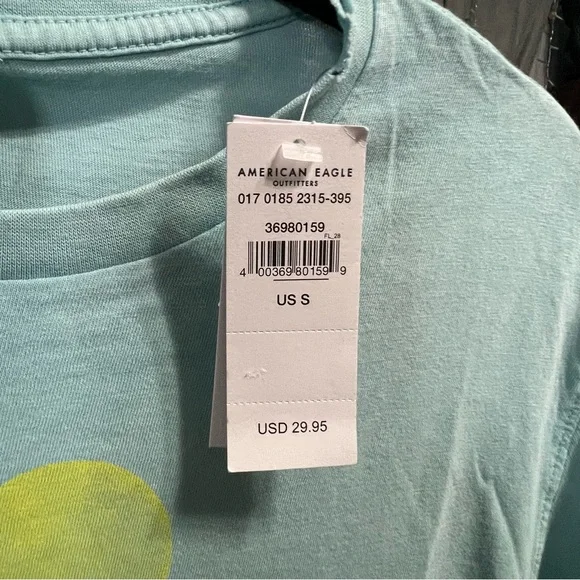 AMERICAN EAGLE
OUTFITTERS
017 0185 2315-395
36980159
FL_28
4 00369 80159 9
US S
USD 29.95